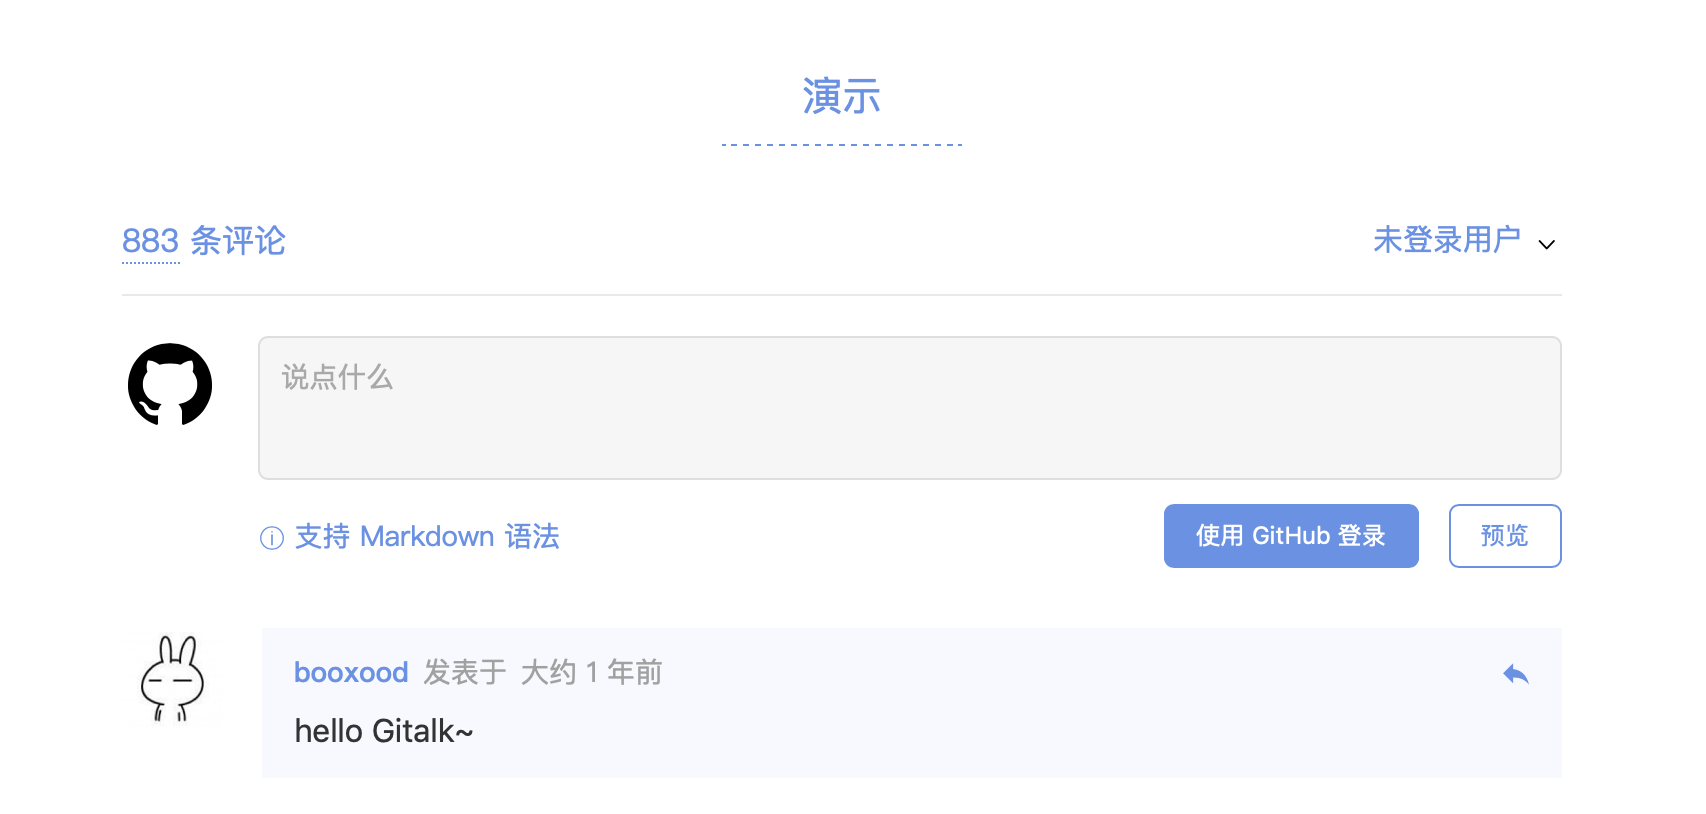 演示
883 条评论
未登录用户
说点什么
支持 Markdown 语法
使用 GitHub 登录
预览
booxood 发表于 大约 1 年前
hello Gitalk~